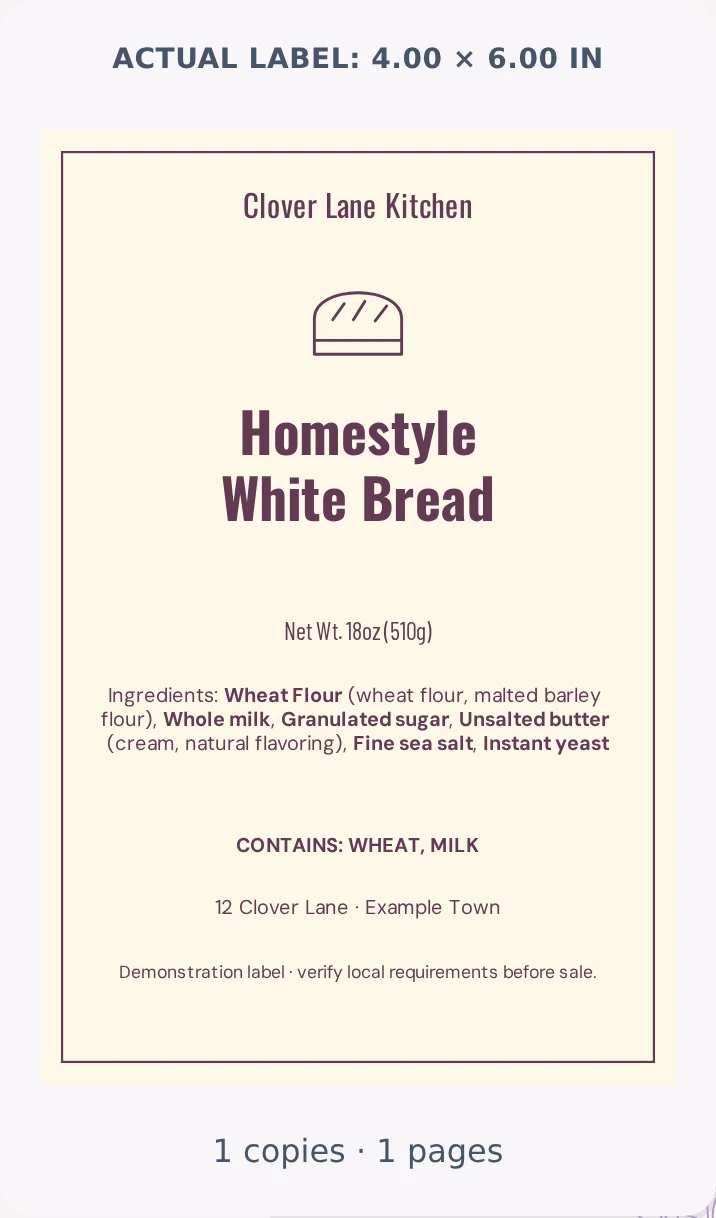 ACTUAL LABEL: 4.00 × 6.00 IN
Clover Lane Kitchen
Homestyle
White Bread
Net Wt. 18oz (510g)
Ingredients: Wheat Flour (wheat flour, malted barley
flour), Whole milk, Granulated sugar, Unsalted butter
(cream, natural flavoring), Fine sea salt, Instant yeast
CONTAINS: WHEAT, MILK
12 Clover Lane · Example Town
Demonstration label · verify local requirements before sale.
1 copies · 1 pages